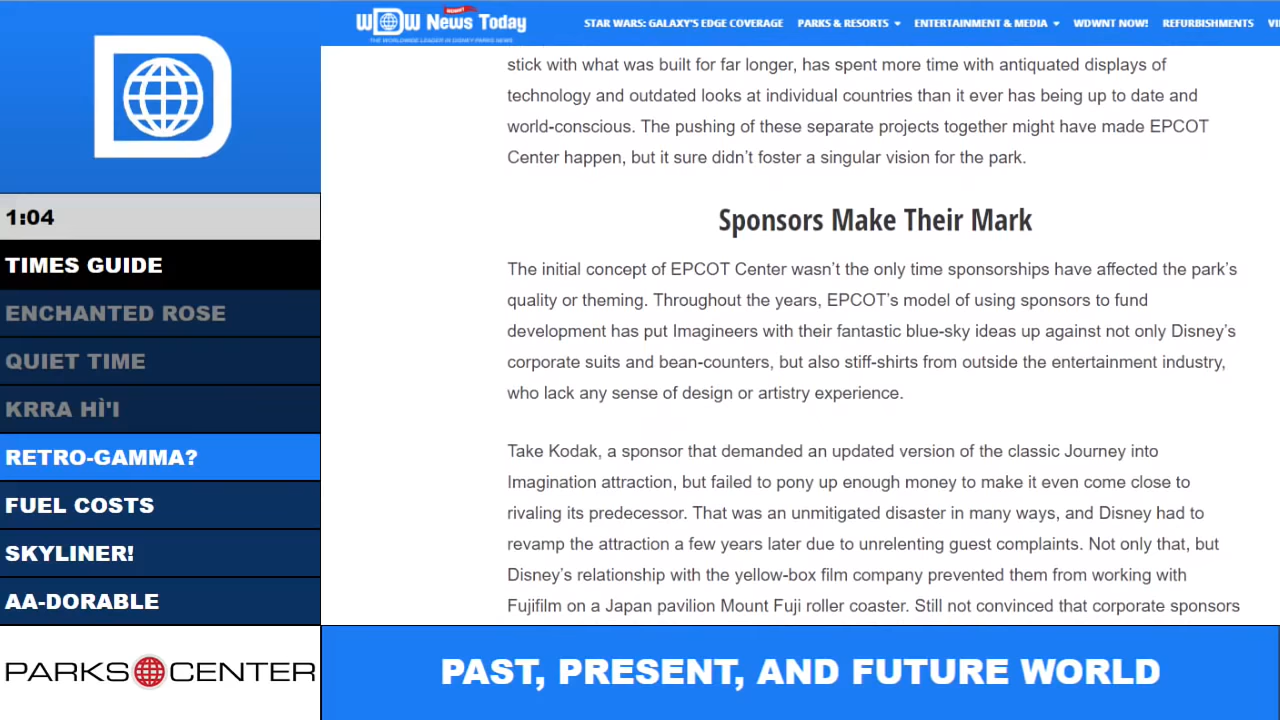 WDW News Today
THE WORLDWIDE LEADER IN DISNEY PARKS NEWS
STAR WARS: GALAXY'S EDGE COVERAGE PARKS & RESORTS ENTERTAINMENT & MEDIA WDWNT NOW! REFURBISHMENTS
D
1:04
TIMES GUIDE
ENCHANTED ROSE
QUIET TIME
KRRA HÌ'I
RETRO-GAMMA?
FUEL COSTS
SKYLINER!
AA-DORABLE
PARKS CENTER
stick with what was built for far longer, has spent more time with antiquated displays of
technology and outdated looks at individual countries than it ever has being up to date and
world-conscious. The pushing of these separate projects together might have made EPCOT
Center happen, but it sure didn’t foster a singular vision for the park.
Sponsors Make Their Mark
The initial concept of EPCOT Center wasn’t the only time sponsorships have affected the park’s
quality or theming. Throughout the years, EPCOT’s model of using sponsors to fund
development has put Imagineers with their fantastic blue-sky ideas up against not only Disney’s
corporate suits and bean-counters, but also stiff-shirts from outside the entertainment industry,
who lack any sense of design or artistry experience.
Take Kodak, a sponsor that demanded an updated version of the classic Journey into
Imagination attraction, but failed to pony up enough money to make it even come close to
rivaling its predecessor. That was an unmitigated disaster in many ways, and Disney had to
revamp the attraction a few years later due to unrelenting guest complaints. Not only that, but
Disney’s relationship with the yellow-box film company prevented them from working with
Fujifilm on a Japan pavilion Mount Fuji roller coaster. Still not convinced that corporate sponsors
PAST, PRESENT, AND FUTURE WORLD